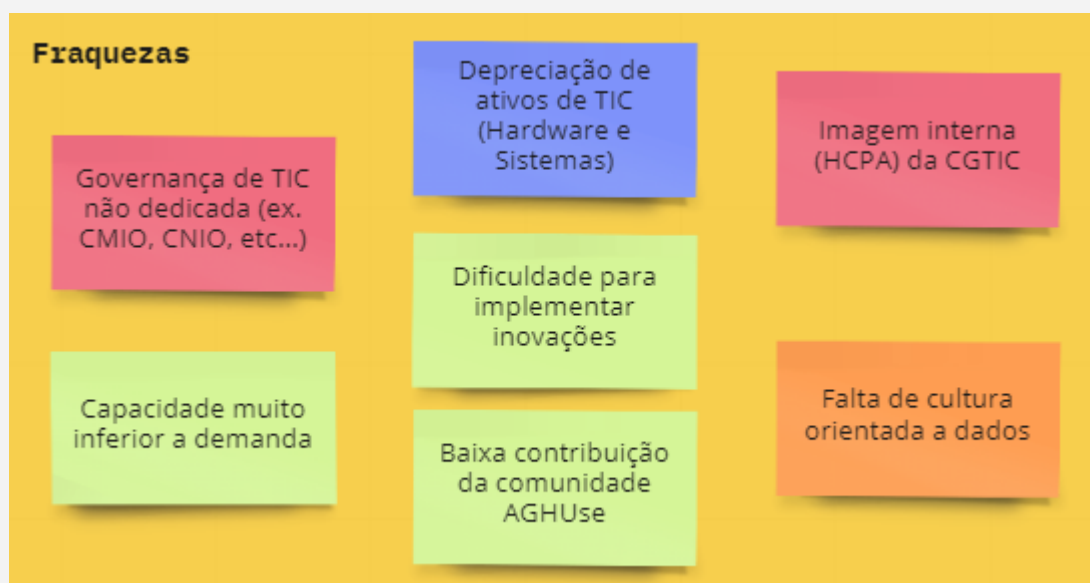 Fraquezas
Governança de TIC
não dedicada (ex.
CMIO, CNIO, etc...)
Capacidade muito
inferior a demanda
Depreciação de
ativos de TIC
(Hardware e
Sistemas)
Dificuldade para
implementar
inovações
Baixa contribuição
da comunidade
AGHUse
Imagem interna
(HCPA) da CGTIC
Falta de cultura
orientada a dados